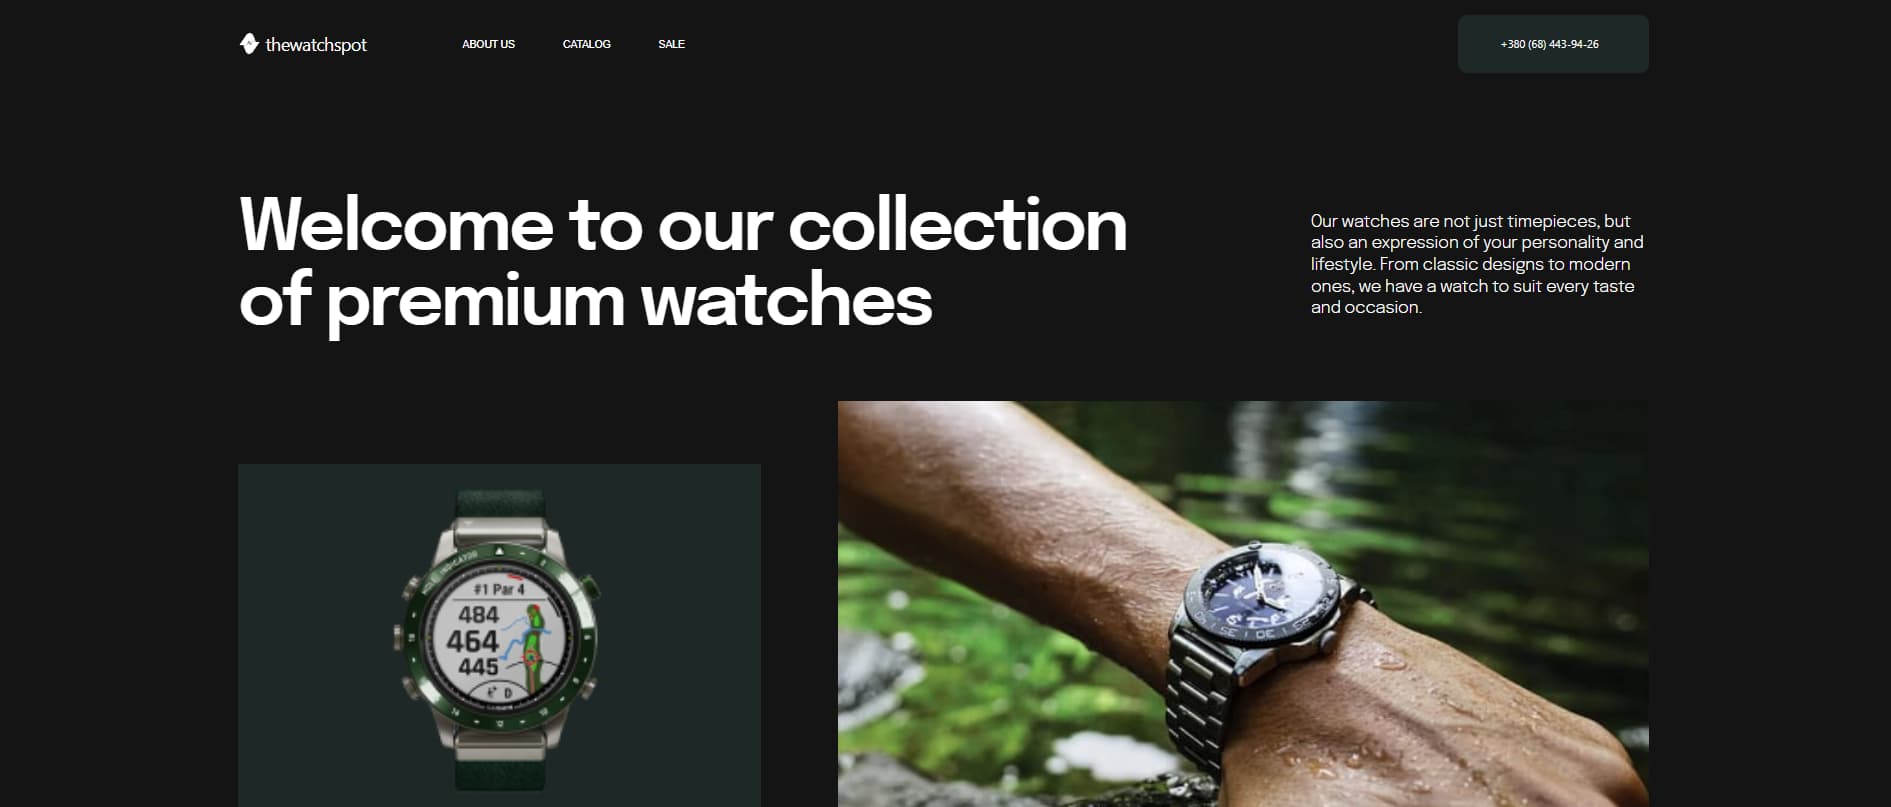 thewatchspot
ABOUT US
CATALOG
SALE
+380 (68) 443-94-26
Welcome to our collection
of premium watches
Our watches are not just timepieces, but
also an expression of your personality and
lifestyle. From classic designs to modern
ones, we have a watch to suit every taste
and occasion.
#1 Par 4
484
464
445
D